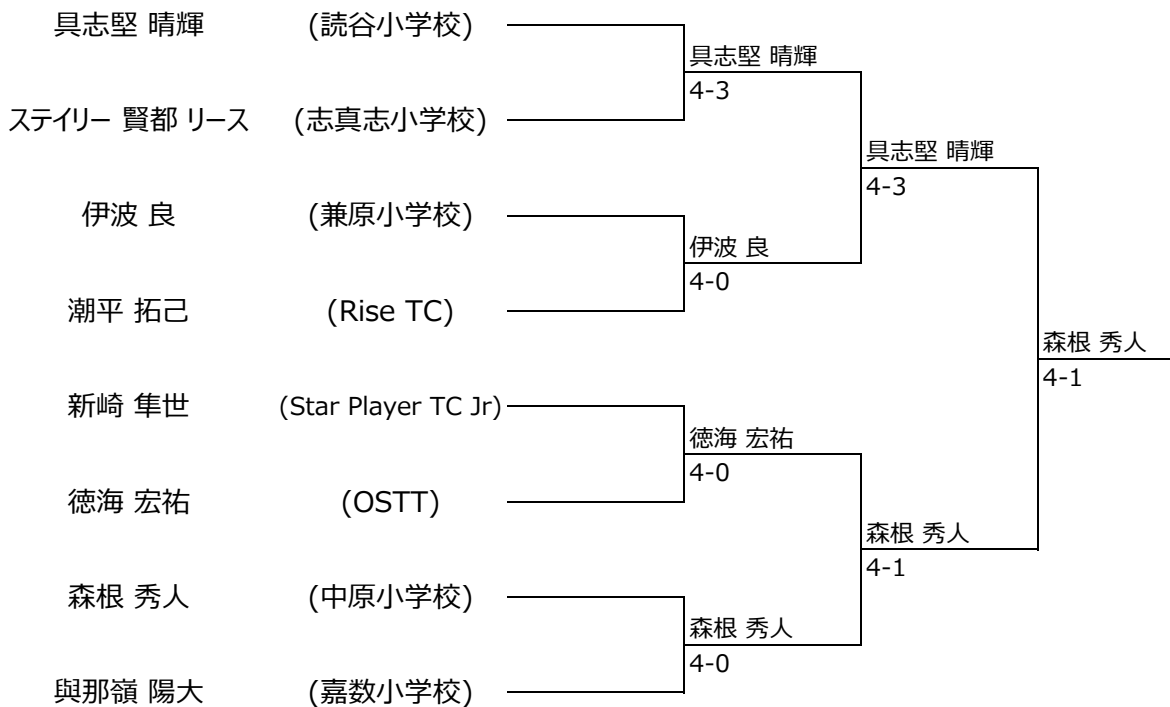 具志堅 晴輝 (読谷小学校)
具志堅 晴輝
4-3
ステイリー 賢都 リース (志真志小学校)
具志堅 晴輝
4-3
伊波 良 (兼原小学校)
伊波 良
4-0
潮平 拓己 (Rise TC)
森根 秀人
4-1
新崎 隼世 (Star Player TC Jr)
徳海 宏祐
4-0
徳海 宏祐 (OSTT)
森根 秀人
4-1
森根 秀人 (中原小学校)
森根 秀人
4-0
與那嶺 陽大 (嘉数小学校)